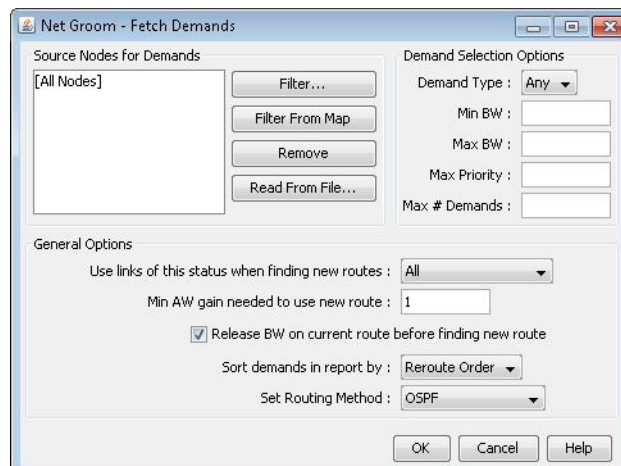 Net Groom - Fetch Demands
Source Nodes for Demands
[All Nodes]
Filter...
Filter From Map
Remove
Read From File...
Demand Selection Options
Demand Type : Any
Min BW :
Max BW :
Max Priority :
Max # Demands :
General Options
Use links of this status when finding new routes : All
Min AW gain needed to use new route : 1
Release BW on current route before finding new route
Sort demands in report by : Reroute Order
Set Routing Method : OSPF
OK Cancel Help